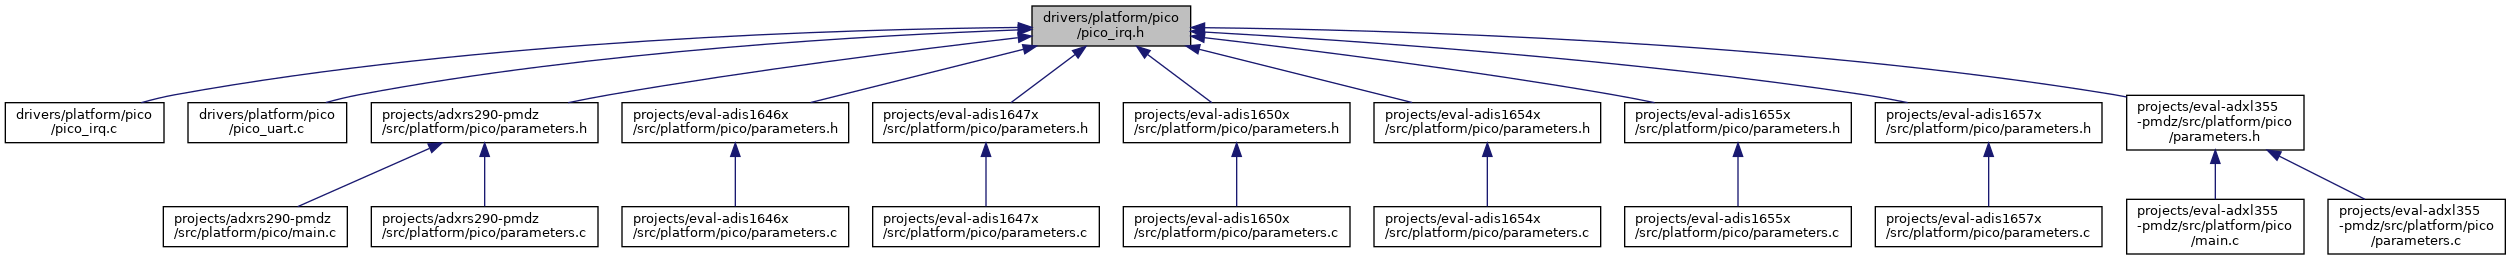 drivers/platform/pico
/pico_irq.h
drivers/platform/pico
/pico_irq.c
drivers/platform/pico
/pico_uart.c
projects/adxrs290-pmdz
/src/platform/pico/parameters.h
projects/eval-adis1646x
/src/platform/pico/parameters.h
projects/eval-adis1647x
/src/platform/pico/parameters.h
projects/eval-adis1650x
/src/platform/pico/parameters.h
projects/eval-adis1654x
/src/platform/pico/parameters.h
projects/eval-adis1655x
/src/platform/pico/parameters.h
projects/eval-adis1657x
/src/platform/pico/parameters.h
projects/eval-adxl355
-pmdz/src/platform/pico
/parameters.h
projects/adxrs290-pmdz
/src/platform/pico/main.c
projects/adxrs290-pmdz
/src/platform/pico/parameters.c
projects/eval-adis1646x
/src/platform/pico/parameters.c
projects/eval-adis1647x
/src/platform/pico/parameters.c
projects/eval-adis1650x
/src/platform/pico/parameters.c
projects/eval-adis1654x
/src/platform/pico/parameters.c
projects/eval-adis1655x
/src/platform/pico/parameters.c
projects/eval-adis1657x
/src/platform/pico/parameters.c
projects/eval-adxl355
-pmdz/src/platform/pico
/main.c
projects/eval-adxl355
-pmdz/src/platform/pico
/parameters.c